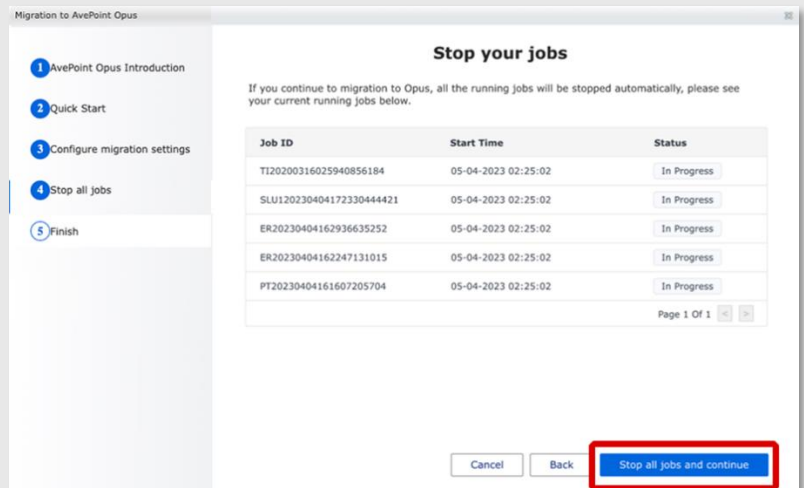 Migration to AvePoint Opus
1 AvePoint Opus Introduction
2 Quick Start
3 Configure migration settings
4 Stop all jobs
5 Finish
Stop your jobs
If you continue to migration to Opus, all the running jobs will be stopped automatically, please see
your current running jobs below.
Job ID Start Time Status
TI20200316025940856184 05-04-2023 02:25:02 In Progress
SLU120230404172330444421 05-04-2023 02:25:02 In Progress
ER20230404162936635252 05-04-2023 02:25:02 In Progress
ER20230404162247131015 05-04-2023 02:25:02 In Progress
PT20230404161607205704 05-04-2023 02:25:02 In Progress
Page 1 Of 1 < >
Cancel Back Stop all jobs and continue